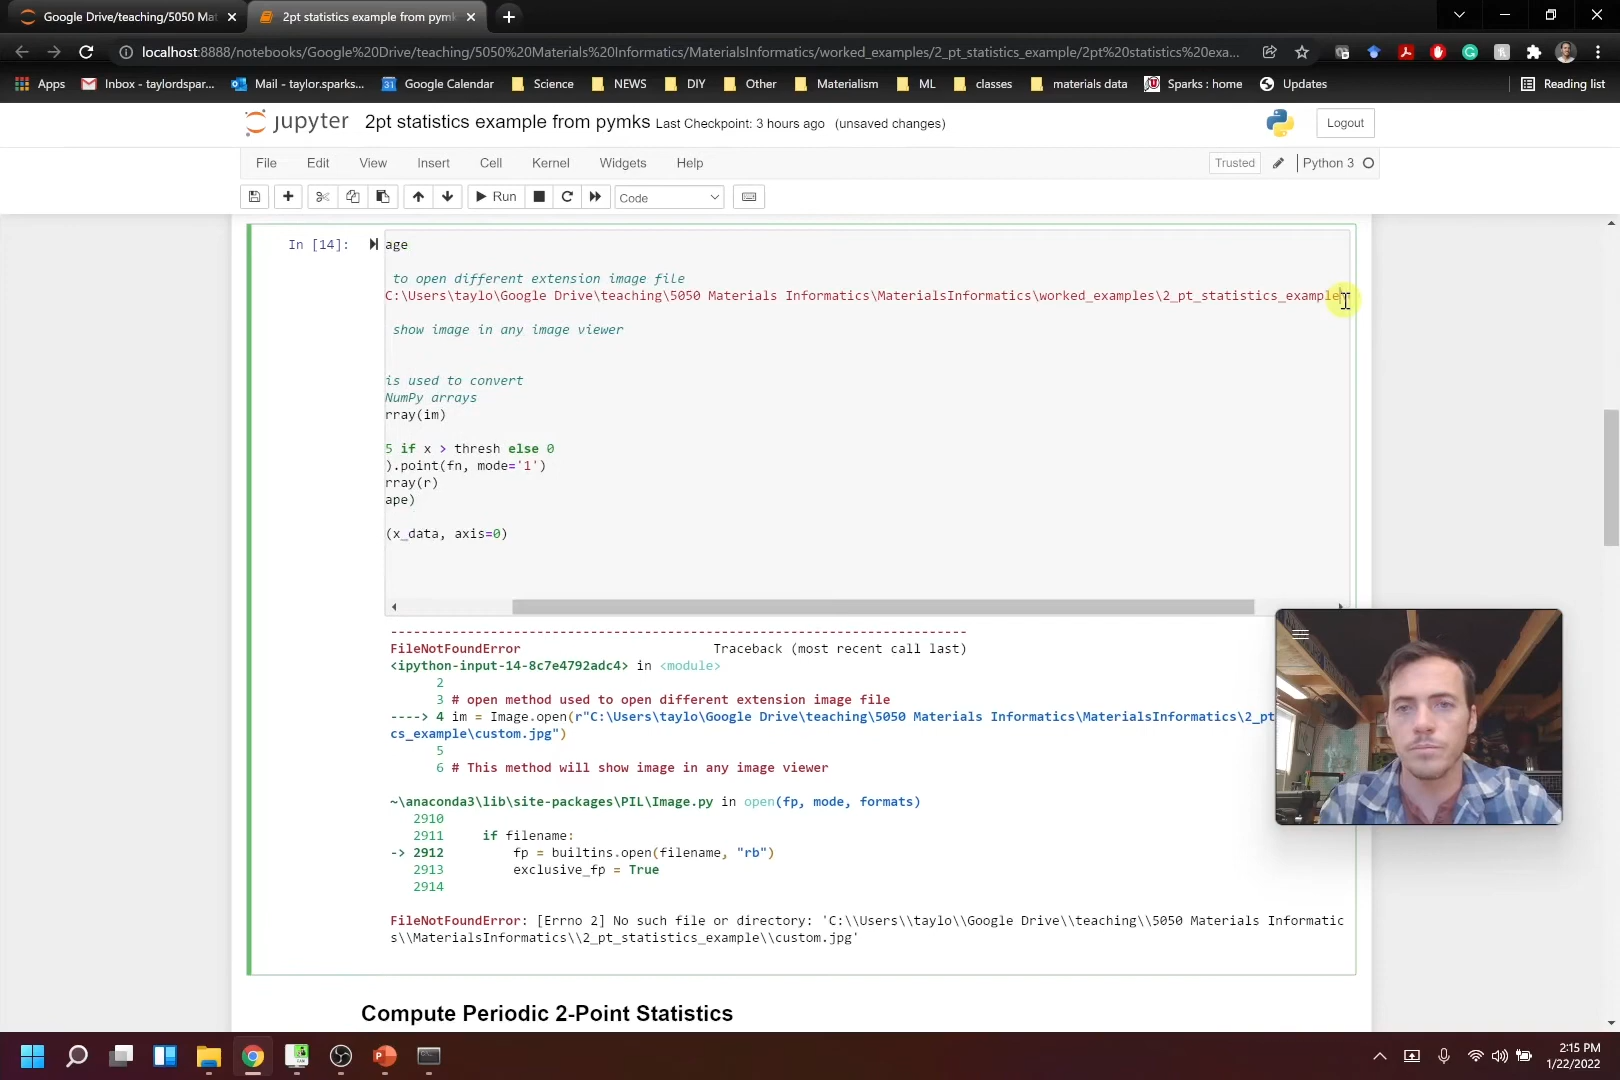 Google Drive/teaching/5050 Mat
2pt statistics example from pymk
localhost:8888/notebooks/Google%20Drive/teaching/5050%20Materials%20Informatics/MaterialsInformatics/worked_examples/2_pt_statistics_example/2pt%20statistics%20exa...
Apps
Inbox - taylordspar...
Mail - taylor.sparks...
Google Calendar
Science
NEWS
DIY
Other
Materialism
ML
classes
materials data
Sparks : home
Updates
Reading list
jupyter 2pt statistics example from pymks Last Checkpoint: 3 hours ago (unsaved changes)
Logout
File Edit View Insert Cell Kernel Widgets Help
Trusted
Python 3
Run
Code
In [14]:
age
to open different extension image file
C:\Users\taylo\Google Drive\teaching\5050 Materials Informatics\MaterialsInformatics\worked_examples\2_pt_statistics_example
show image in any image viewer
is used to convert
NumPy arrays
rray(im)
5 if x > thresh else 0
).point(fn, mode='1')
rray(r)
ape)
(x_data, axis=0)
---------------------------------------------------------------------------
FileNotFoundError Traceback (most recent call last)
<ipython-input-14-8c7e4792adc4> in <module>
2
3 # open method used to open different extension image file
----> 4 im = Image.open(r"C:\Users\taylo\Google Drive\teaching\5050 Materials Informatics\MaterialsInformatics\2_pt
cs_example\custom.jpg")
5
6 # This method will show image in any image viewer
~\anaconda3\lib\site-packages\PIL\Image.py in open(fp, mode, formats)
2910
2911 if filename:
-> 2912 fp = builtins.open(filename, "rb")
2913 exclusive_fp = True
2914
FileNotFoundError: [Errno 2] No such file or directory: 'C:\\Users\\taylo\\Google Drive\\teaching\\5050 Materials Informatic
s\\MaterialsInformatics\\2_pt_statistics_example\\custom.jpg'
Compute Periodic 2-Point Statistics
2:15 PM
1/22/2022